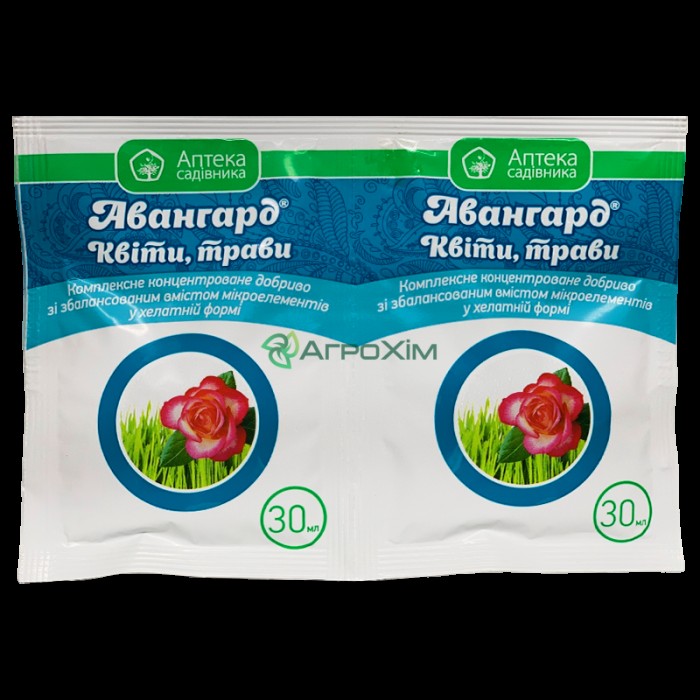 Аптека
садівника
Авангард®
Квіти, трави
Комплексне концентроване добриво
зі збалансованим вмістом мікроелементів
у хелатній формі
30 мл
Аптека
садівника
Авангард®
Квіти, трави
Комплексне концентроване добриво
зі збалансованим вмістом мікроелементів
у хелатній формі
30 мл
АгроХім